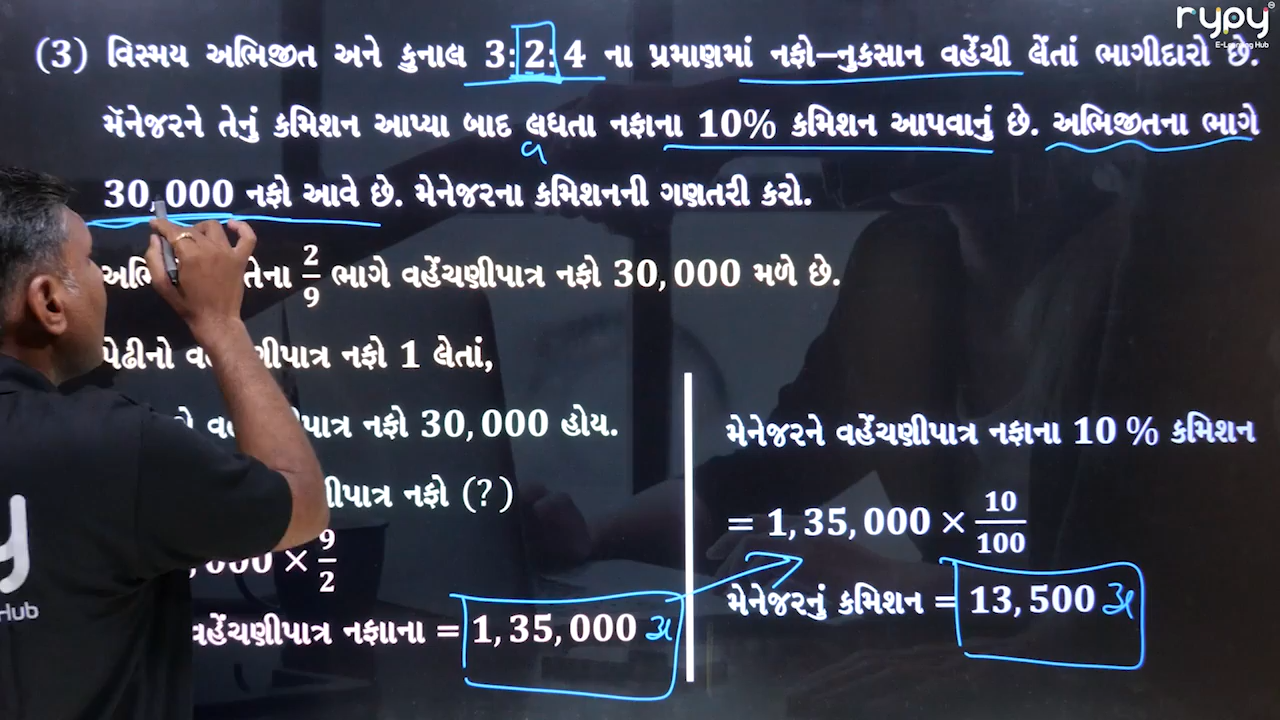 rypy
E-Learning Hub
(3) વિસ્મય અભિજીત અને કુનાલ 3:2:4 ના પ્રમાણમાં નફો–નુકસાન વહેંચી લેંતાં ભાગીદારો છે.
મૅનેજરને તેનું કમિશન આપ્યા બાદ લધતા નફાના 10% કમિશન આપવાનું છે. અભિજીતના ભાગે
વ
30,000 નફો આવે છે. મેનેજરના કમિશનની ગણતરી કરો.
2/9 ભાગે વહેંચણીપાત્ર નફો 30,000 મળે છે.
પેઢીનો નફો 1 લેતાં,
નફો 30,000 હોય.
નફો (?)
× 9/2
વહેંચણીપાત્ર નફાાના = 1,35,000
મેનેજરને વહેંચણીપાત્ર નફાના 10 % કમિશન
= 1,35,000 × 10/100
મેનેજરનું કમિશન = 13,500
y
Hub